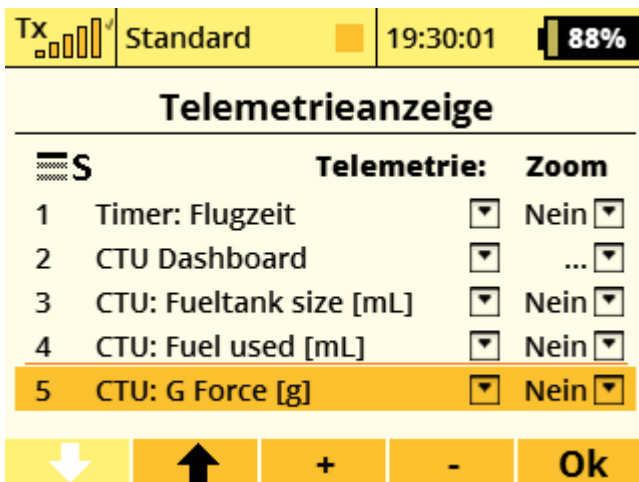 Tx Standard 19:30:01 88%
Telemetrieanzeige
S Telemetrie: Zoom
1 Timer: Flugzeit Nein
2 CTU Dashboard ...
3 CTU: Fueltank size [mL] Nein
4 CTU: Fuel used [mL] Nein
5 CTU: G Force [g] Nein
+ - Ok